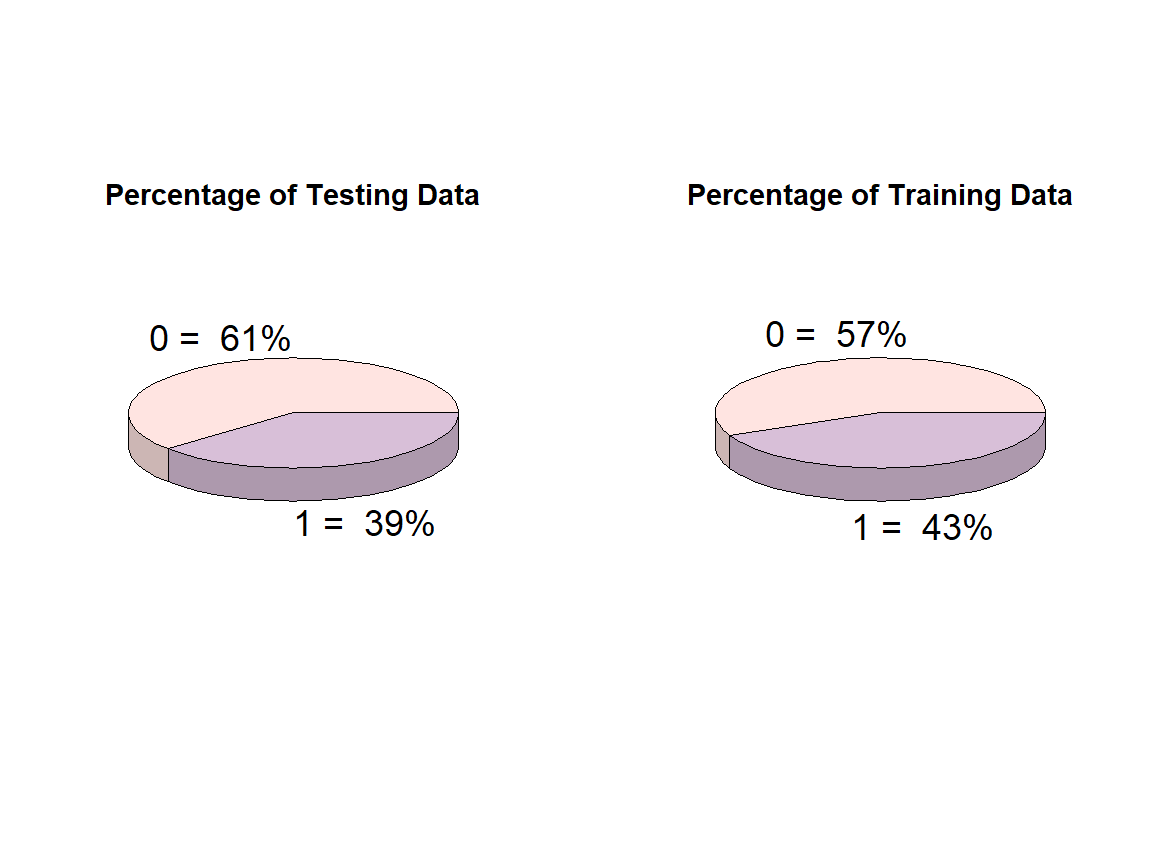 Percentage of Testing Data
0 =  61%
1 =  39%
Percentage of Training Data
0 =  57%
1 =  43%